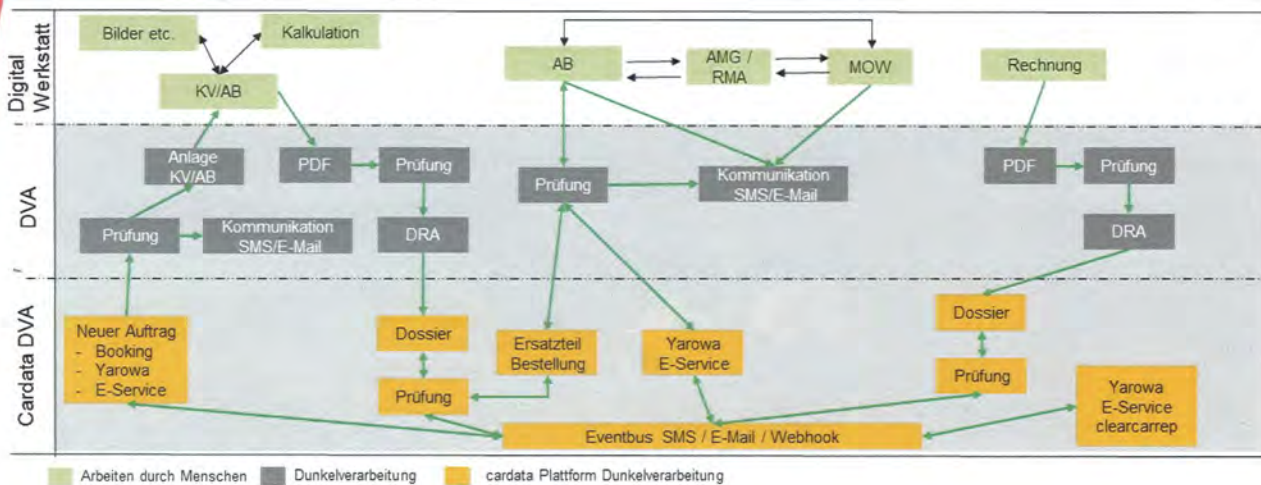 Digital
Werkstatt
Bilder etc.
Kalkulation
KV/AB
AB
AMG /
RMA
MOW
Rechnung
DVA
Anlage
KV/AB
PDF
Prüfung
Prüfung
Kommunikation
SMS/E-Mail
PDF
Prüfung
Prüfung
Kommunikation
SMS/E-Mail
DRA
DRA
Cardata DVA
Neuer Auftrag
- Booking
- Yarowa
- E-Service
Dossier
Ersatzteil
Bestellung
Yarowa
E-Service
Dossier
Prüfung
Prüfung
Yarowa
E-Service
clearcarrep
Eventbus SMS / E-Mail / Webhook
Arbeiten durch Menschen
Dunkelverarbeitung
cardata Plattform Dunkelverarbeitung